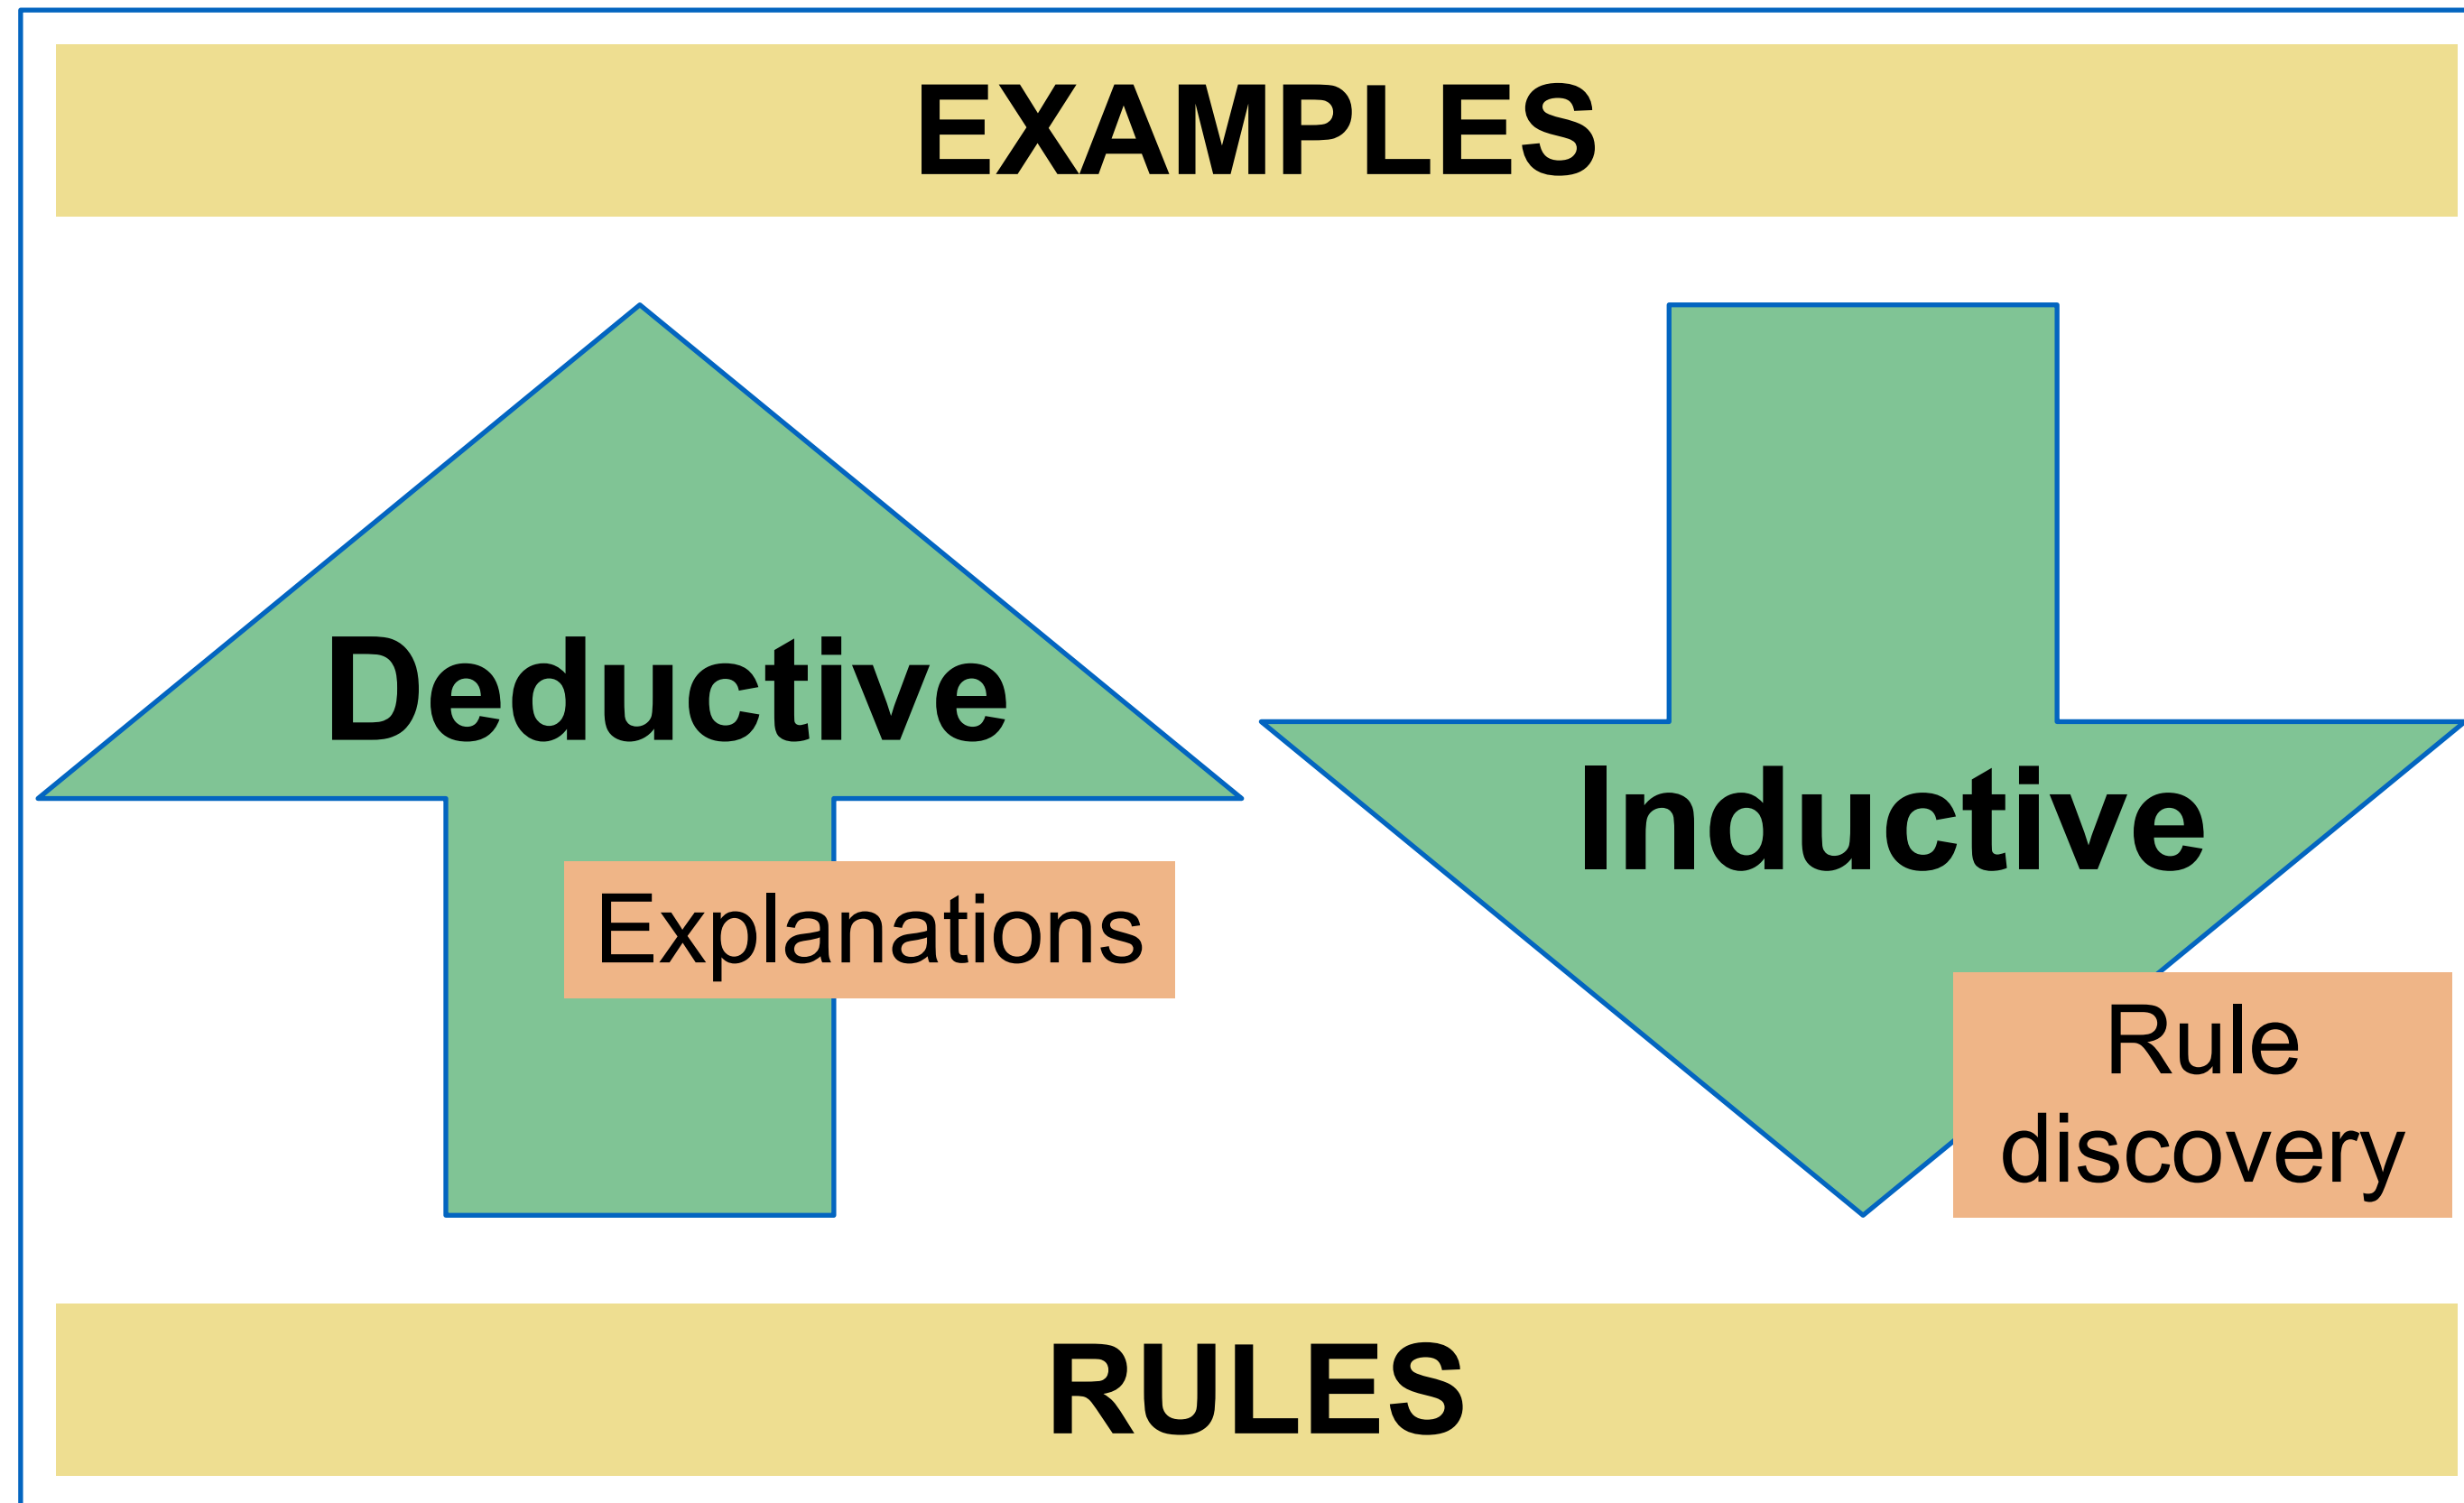 EXAMPLES
Deductive
Explanations
Inductive
Rule
discovery
RULES